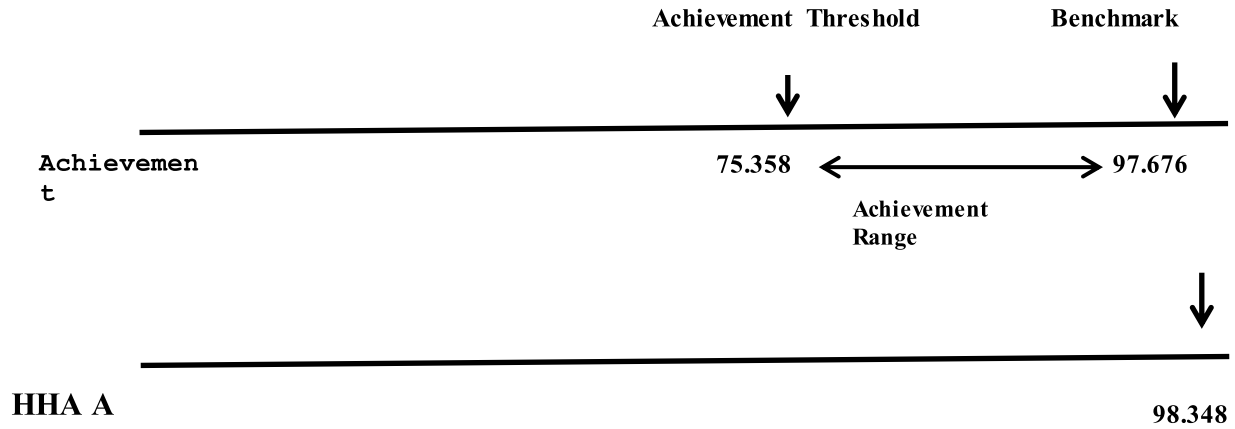 Achievement Threshold Benchmark
Achievemen
t
75.358 97.676
Achievement
Range
HHA A
98.348